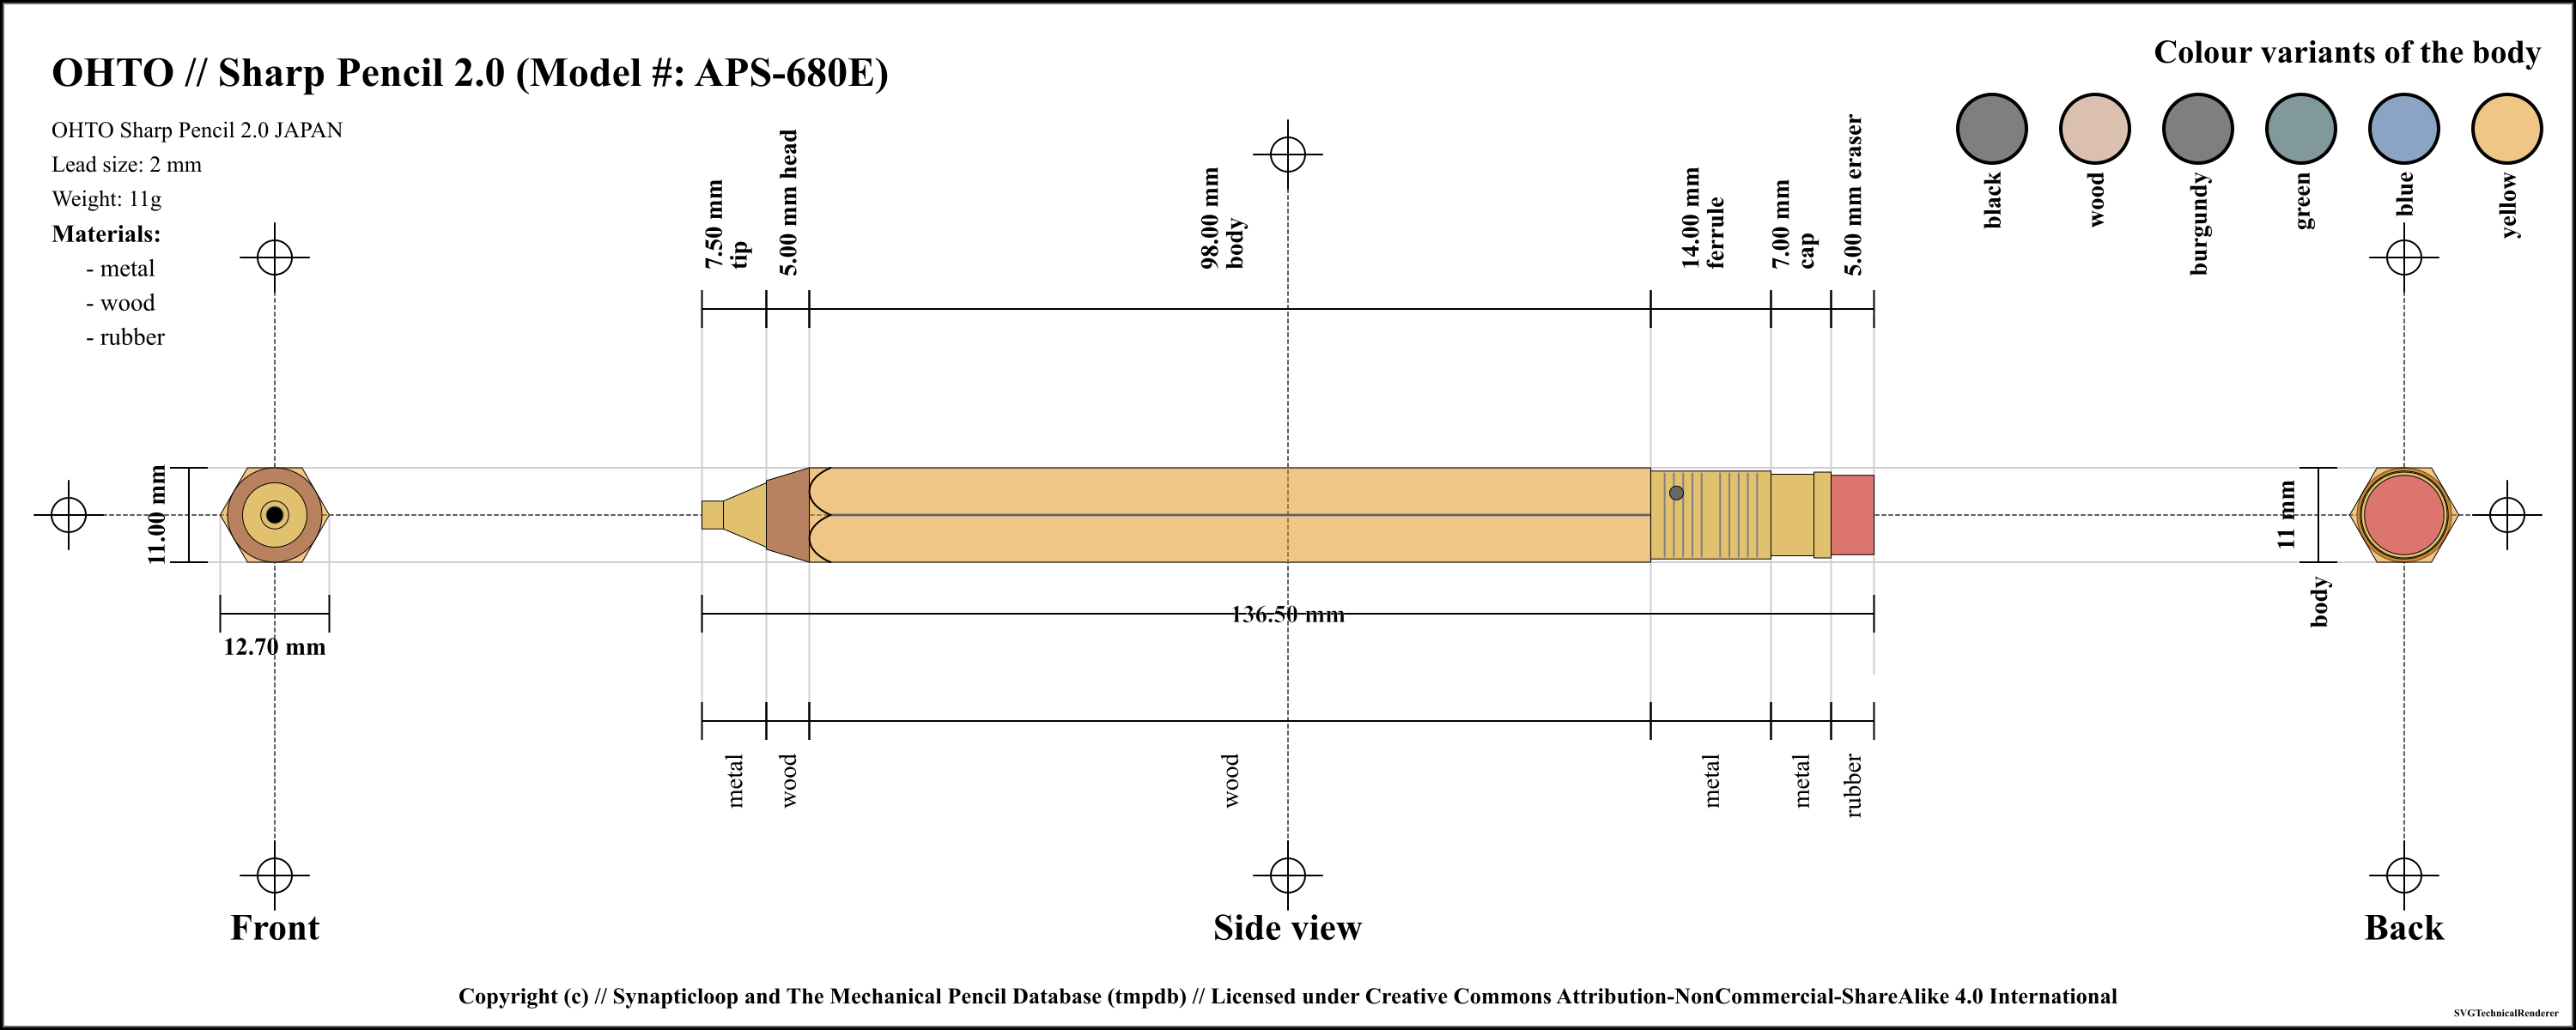 OHTO // Sharp Pencil 2.0 (Model #: APS-680E)
OHTO Sharp Pencil 2.0 JAPAN
Lead size: 2 mm
Weight: 11g
Materials:
- metal
- wood
- rubber
Colour variants of the body
black
wood
burgundy
green
blue
yellow
7.50 mm
tip
5.00 mm head
98.00 mm
body
14.00 mm
ferrule
7.00 mm
cap
5.00 mm eraser
11.00 mm
12.70 mm
136.50 mm
11 mm
body
metal
wood
wood
metal
metal
rubber
Front
Side view
Back
Copyright (c) // Synapticloop and The Mechanical Pencil Database (tmpdb) // Licensed under Creative Commons Attribution-NonCommercial-ShareAlike 4.0 International
SVGTechnicalRenderer